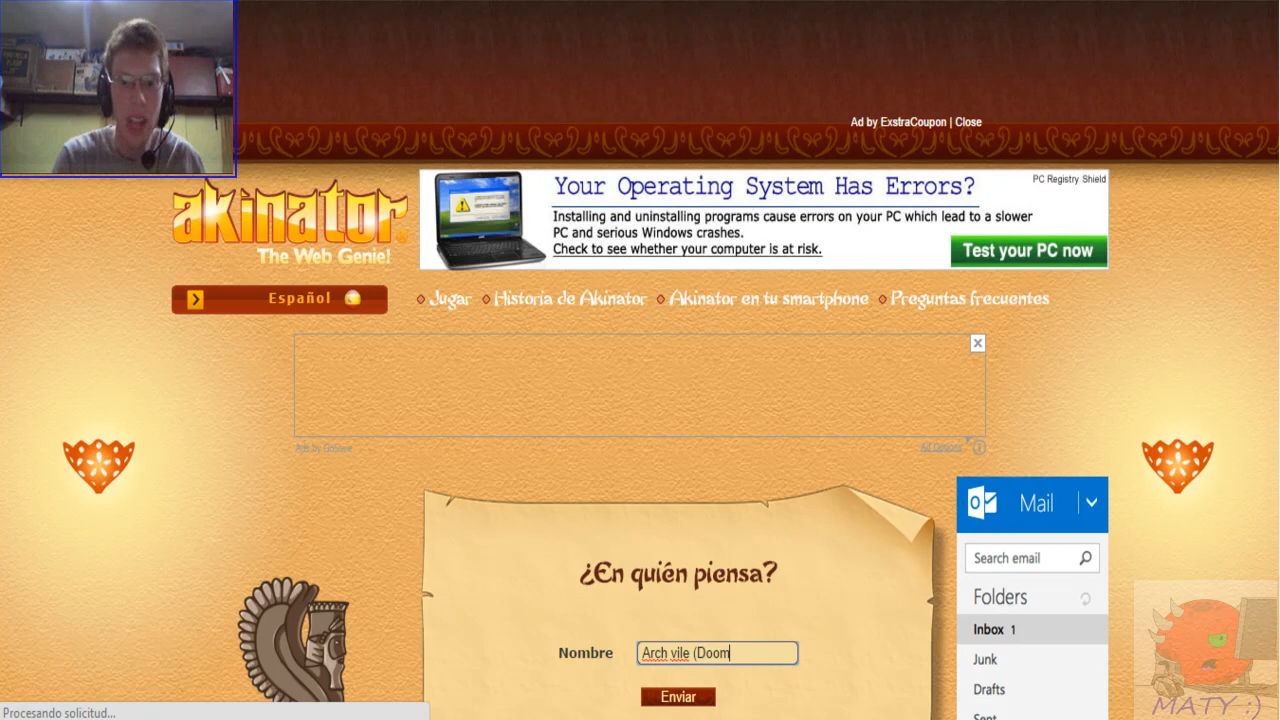 Ad by ExstraCoupon | Close
akinator
The Web Genie!
Your Operating System Has Errors?
PC Registry Shield
Installing and uninstalling programs cause errors on your PC which lead to a slower
PC and serious Windows crashes.
Check to see whether your computer is at risk.
Test your PC now
Español
Jugar
Historia de Akinator
Akinator en tu smartphone
Preguntas frecuentes
Ad Options
Mail
Search email
Folders
Inbox 1
Junk
Drafts
Sent
¿En quién piensa?
Nombre
Arch vile (Doom
Enviar
Procesando solicitud...
MATY :)